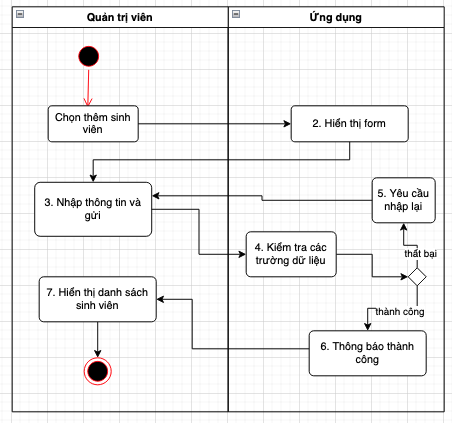 Quản trị viên
Ứng dụng
Chọn thêm sinh
viên
2. Hiển thị form
3. Nhập thông tin và
gửi
5. Yêu cầu
nhập lại
4. Kiểm tra các
trường dữ liệu
thất bại
7. Hiển thị danh sách
sinh viên
thành công
6. Thông báo thành
công